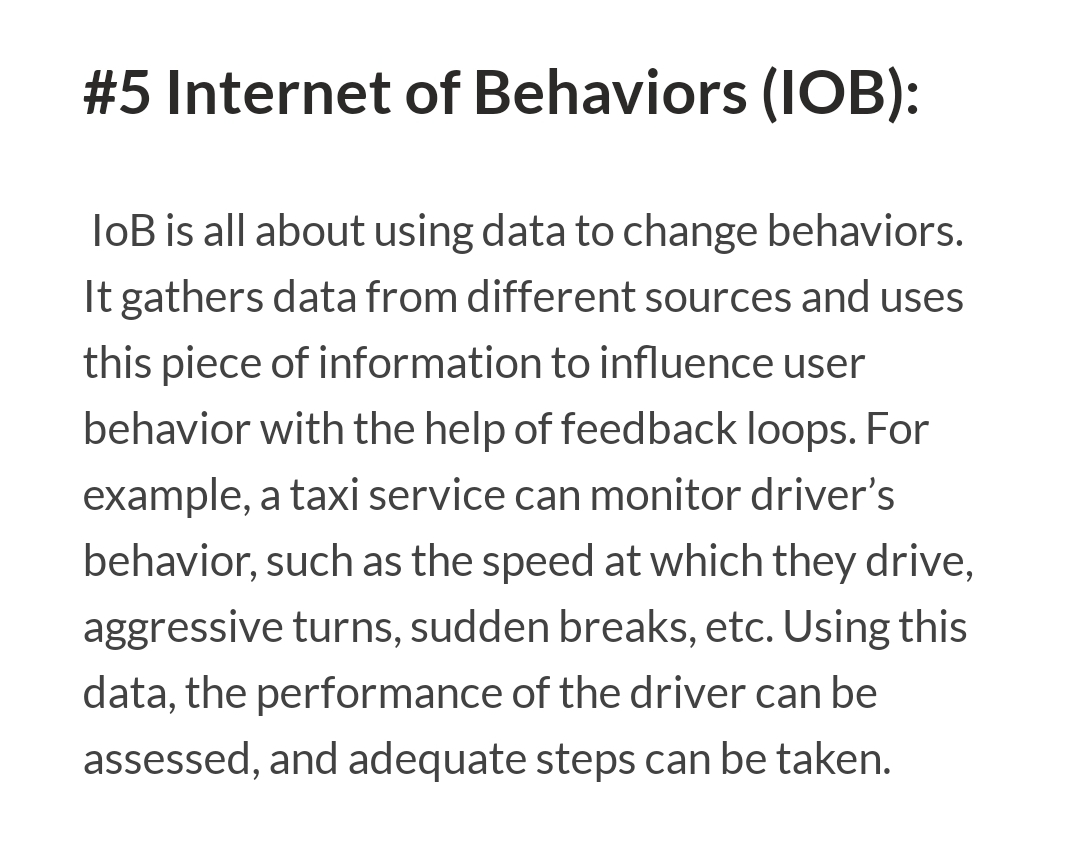 #5 Internet of Behaviors (IOB):
IoB is all about using data to change behaviors.
It gathers data from different sources and uses
this piece of information to influence user
behavior with the help of feedback loops. For
example, a taxi service can monitor driver’s
behavior, such as the speed at which they drive,
aggressive turns, sudden breaks, etc. Using this
data, the performance of the driver can be
assessed, and adequate steps can be taken.